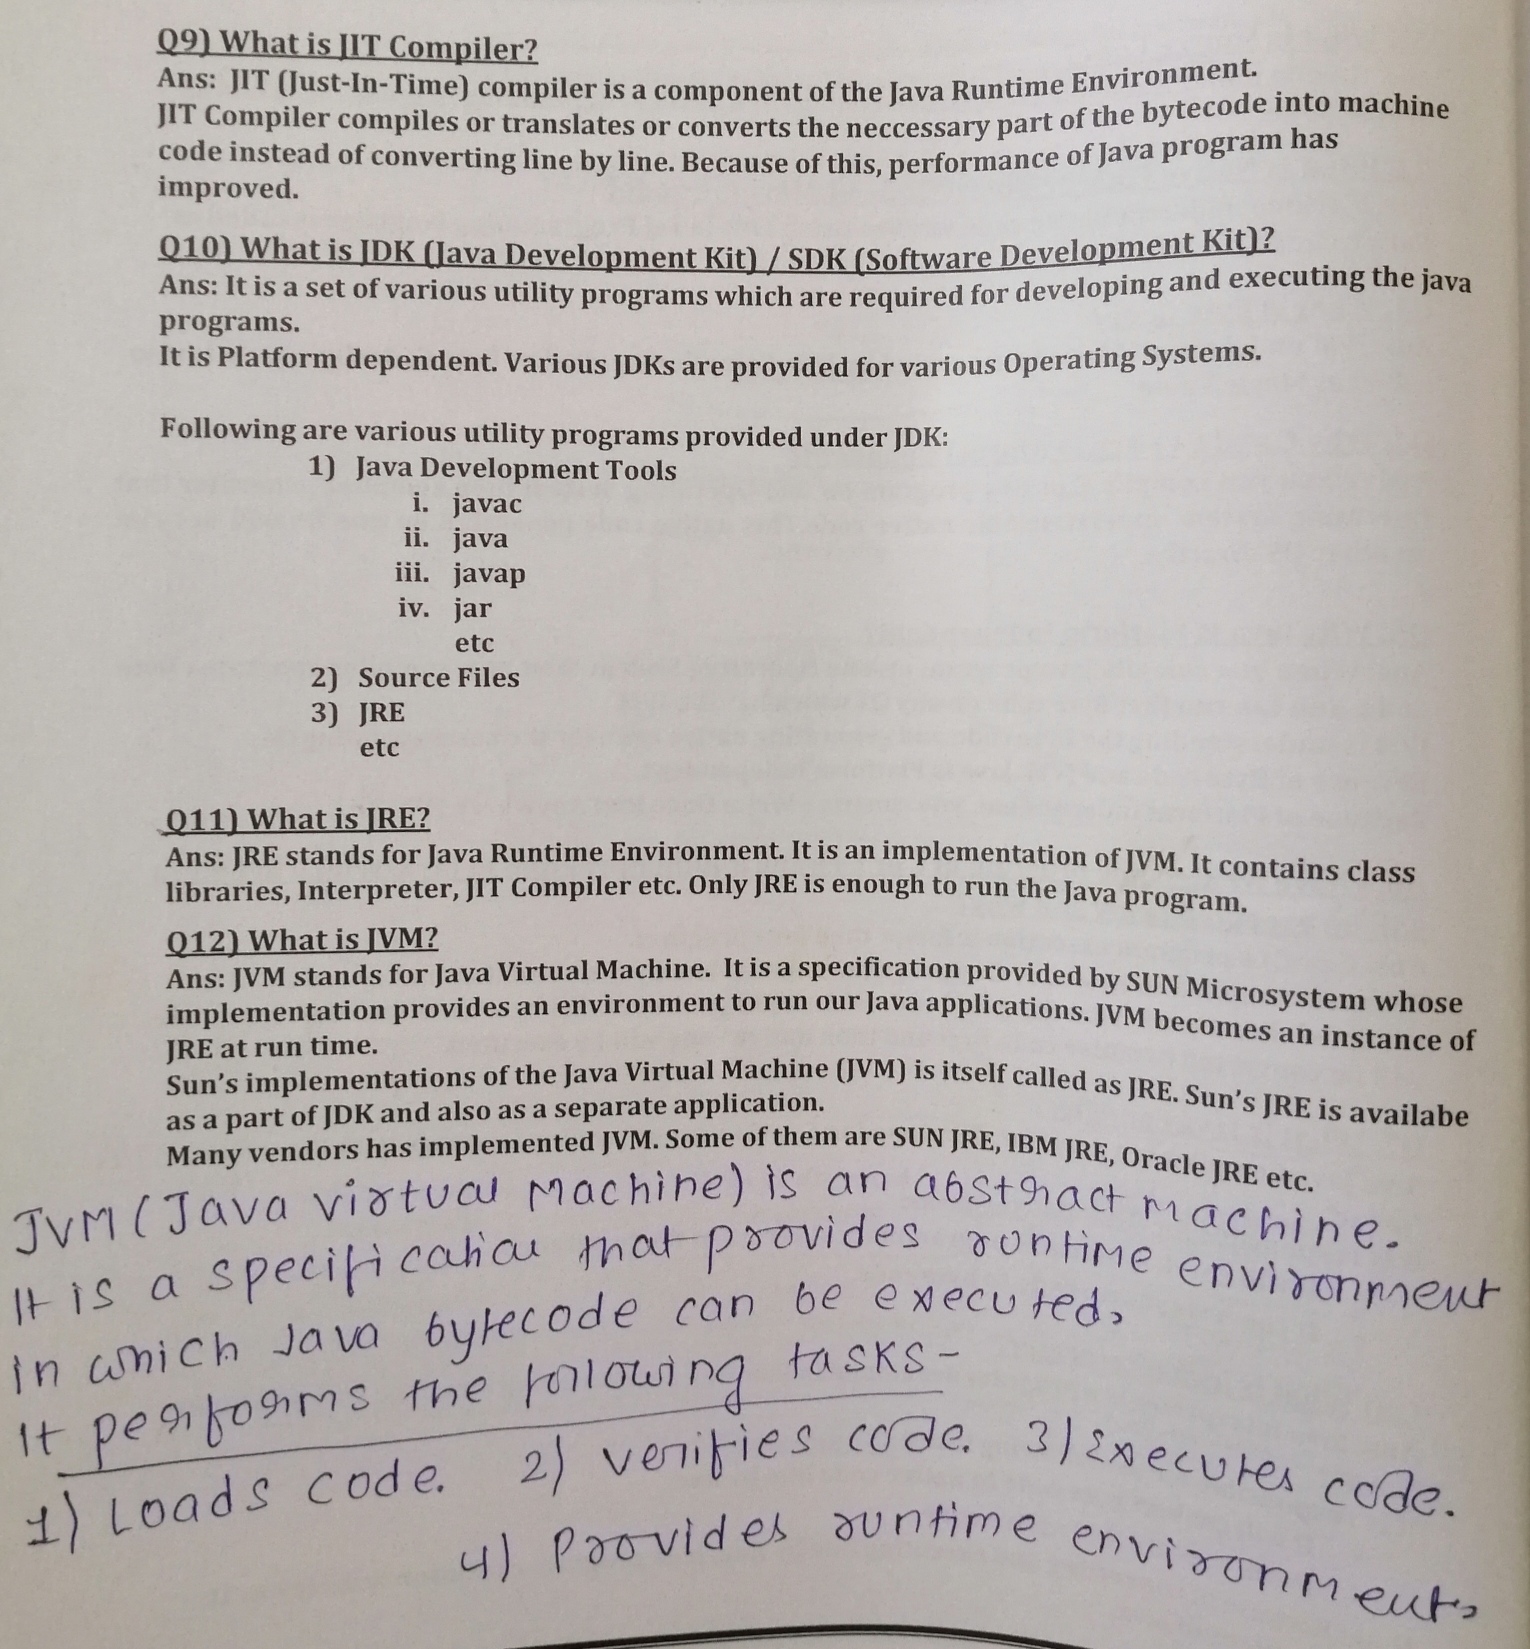 Q9) What is JIT Compiler?
Ans: JIT (Just-In-Time) compiler is a component of the Java Runtime Environment.
JIT Compiler compiles or translates or converts the neccessary part of the bytecode into machine
code instead of converting line by line. Because of this, performance of Java program has
improved.
Q10) What is JDK (Java Development Kit) / SDK (Software Development Kit)?
Ans: It is a set of various utility programs which are required for developing and executing the java
programs.
It is Platform dependent. Various JDKs are provided for various Operating Systems.
Following are various utility programs provided under JDK:
1) Java Development Tools
i. javac
ii. java
iii. javap
iv. jar
etc
2) Source Files
3) JRE
etc
Q11) What is JRE?
Ans: JRE stands for Java Runtime Environment. It is an implementation of JVM. It contains class
libraries, Interpreter, JIT Compiler etc. Only JRE is enough to run the Java program.
Q12) What is JVM?
Ans: JVM stands for Java Virtual Machine. It is a specification provided by SUN Microsystem whose
implementation provides an environment to run our Java applications. JVM becomes an instance of
JRE at run time.
Sun's implementations of the Java Virtual Machine (JVM) is itself called as JRE. Sun's JRE is availabe
as a part of JDK and also as a separate application.
Many vendors has implemented JVM. Some of them are SUN JRE, IBM JRE, Oracle JRE etc.
JVM (Java virtual Machine) is an abstract machine.
It is a specification that provides runtime environment
in which Java bytecode can be executed.
It performs the following tasks-
1) Loads code. 2) verifies code. 3) Executes code.
4) Provides runtime environment.